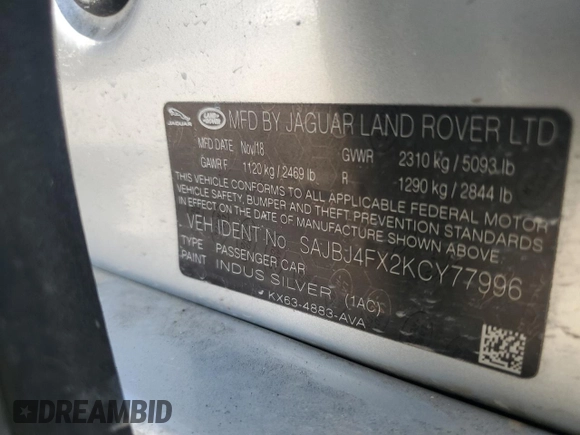 JAGUAR LAND ROVER MFD BY JAGUAR LAND ROVER LTD
MFD DATE Nov/18 GVWR 2310 kg / 5093 lb
GAWR F 1120 kg / 2469 lb R 1290 kg / 2844 lb
THIS VEHICLE CONFORMS TO ALL APPLICABLE FEDERAL MOTOR
VEHICLE SAFETY, BUMPER AND THEFT PREVENTION STANDARDS
IN EFFECT ON THE DATE OF MANUFACTURE SHOWN ABOVE.
VEH IDENT No SAJBJ4FX2KCY77996
TYPE PASSENGER CAR
PAINT INDUS SILVER (1AC)
KX63-4883-AVA
DREAMBID